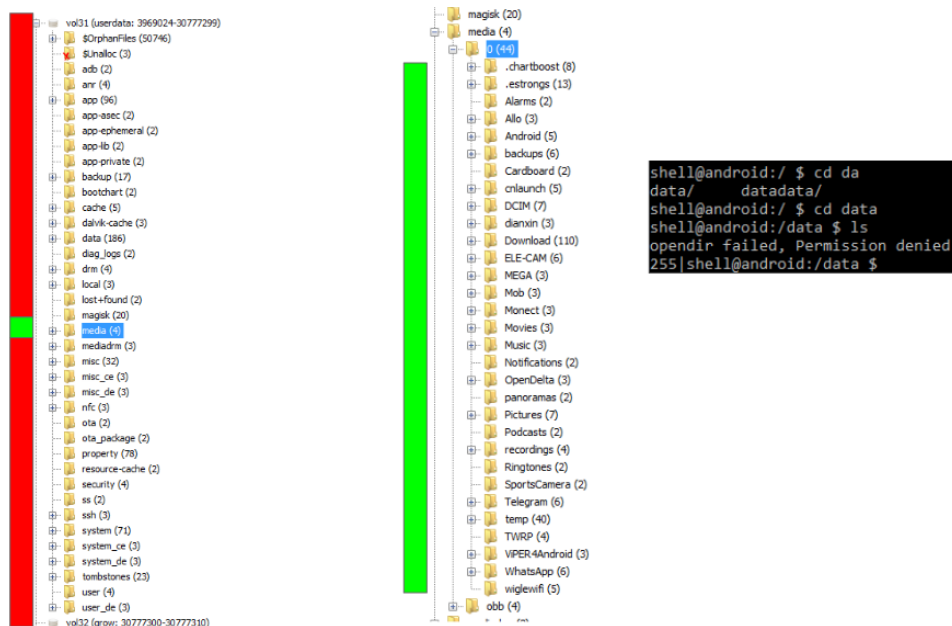 vol31 (userdata: 3969024-30777299)
$OrphanFiles (50746)
$Unalloc (3)
adb (2)
anr (4)
app (96)
app-asec (2)
app-ephemeral (2)
app-lib (2)
app-private (2)
backup (17)
bootchart (2)
cache (5)
dalvik-cache (3)
data (186)
diag_logs (2)
drm (4)
local (3)
lost+found (2)
magisk (20)
media (4)
mediadrm (3)
misc (32)
misc_ce (3)
misc_de (3)
nfc (3)
ota (2)
ota_package (2)
property (78)
resource-cache (2)
security (4)
ss (2)
ssh (3)
system (71)
system_ce (3)
system_de (3)
tombstones (23)
user (4)
user_de (3)
vol32 (grow: 30777300-30777310)
magisk (20)
media (4)
0 (44)
.chartboost (8)
.estrongs (13)
Alarms (2)
Allo (3)
Android (5)
backups (6)
Cardboard (2)
cnlaunch (5)
DCIM (7)
dianxin (3)
Download (110)
ELE-CAM (6)
MEGA (3)
Mob (3)
Monect (3)
Movies (3)
Music (3)
Notifications (2)
OpenDelta (3)
panoramas (2)
Pictures (7)
Podcasts (2)
recordings (4)
Ringtones (2)
SportsCamera (2)
Telegram (6)
temp (40)
TWRP (4)
ViPER4Android (3)
WhatsApp (6)
wiglewifi (5)
obb (4)
shell@android:/ $ cd da
data/ datadata/
shell@android:/ $ cd data
shell@android:/data $ ls
opendir failed, Permission denied
255|shell@android:/data $